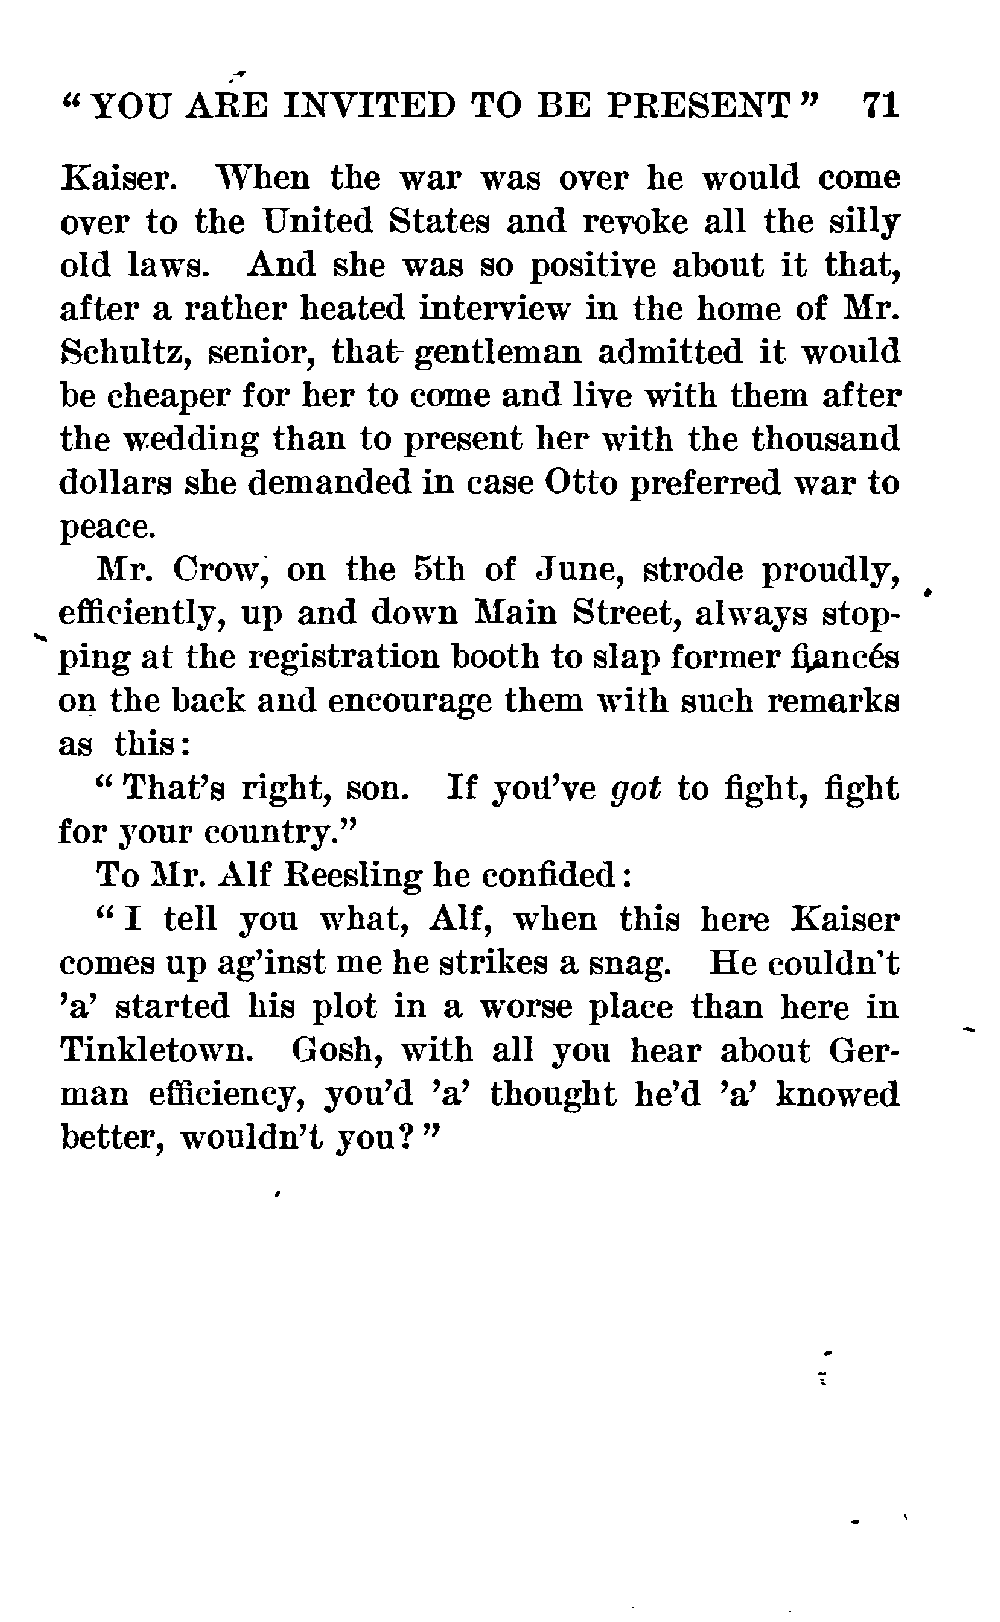 “ YOU ARE INVITED TO BE PRESENT ” 71
Kaiser. When the war was over he would come
over to the United States and revoke all the silly
old laws. And she was so positive about it that,
after a rather heated interview in the home of Mr.
Schultz, senior, that gentleman admitted it would
be cheaper for her to come and live with them after
the wedding than to present her with the thousand
dollars she demanded in case Otto preferred war to
peace.
Mr. Crow, on the 5th of June, strode proudly,
efficiently, up and down Main Street, always stop-
ping at the registration booth to slap former fiancés
on the back and encourage them with such remarks
as this:
“ That’s right, son. If you’ve got to fight, fight
for your country.”
To Mr. Alf Reesling he confided:
“ I tell you what, Alf, when this here Kaiser
comes up ag’inst me he strikes a snag. He couldn’t
’a’ started his plot in a worse place than here in
Tinkletown. Gosh, with all you hear about Ger-
man efficiency, you’d ’a’ thought he’d ’a’ knowed
better, wouldn’t you? ”